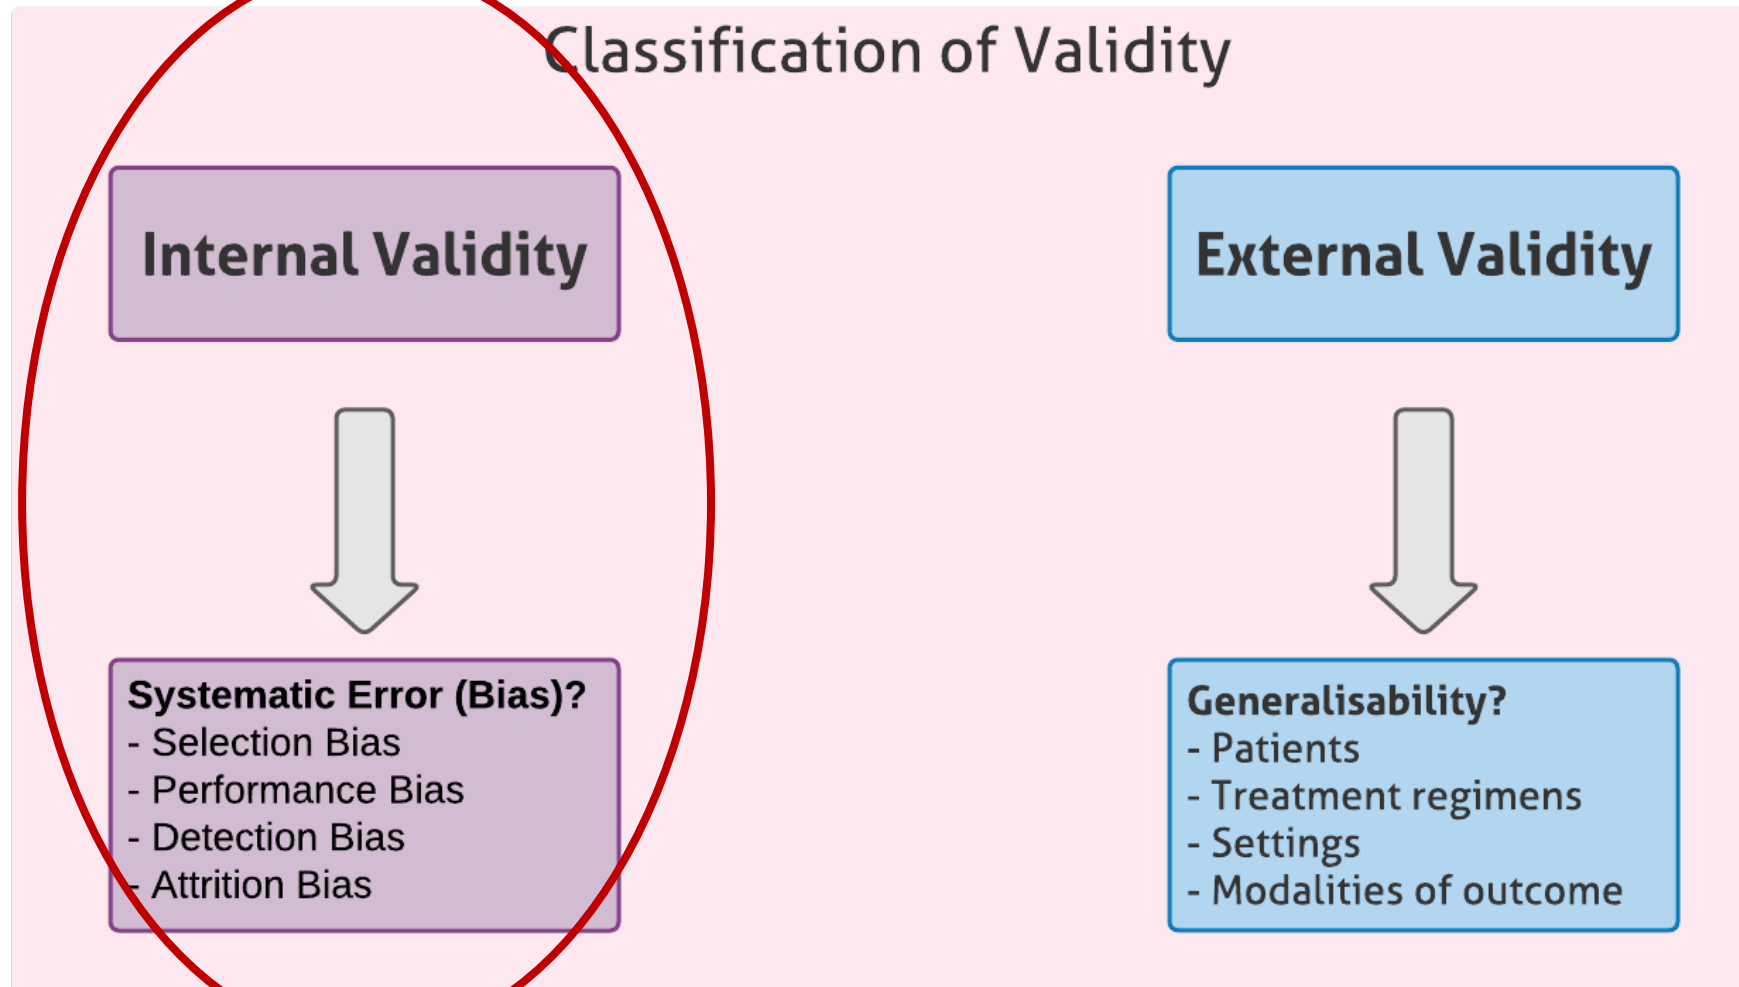 Classification of Validity
Internal Validity
Systematic Error (Bias)?
- Selection Bias
- Performance Bias
- Detection Bias
- Attrition Bias
External Validity
Generalisability?
- Patients
- Treatment regimens
- Settings
- Modalities of outcome